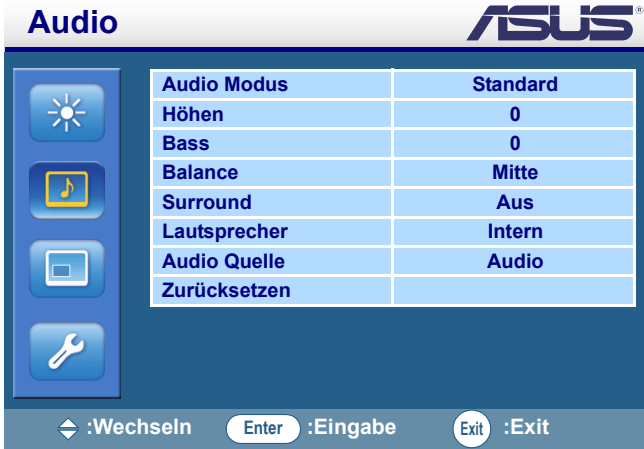 Audio
ASUS®
Audio Modus Standard
Höhen 0
Bass 0
Balance Mitte
Surround Aus
Lautsprecher Intern
Audio Quelle Audio
Zurücksetzen
:Wechseln Enter :Eingabe Exit :Exit